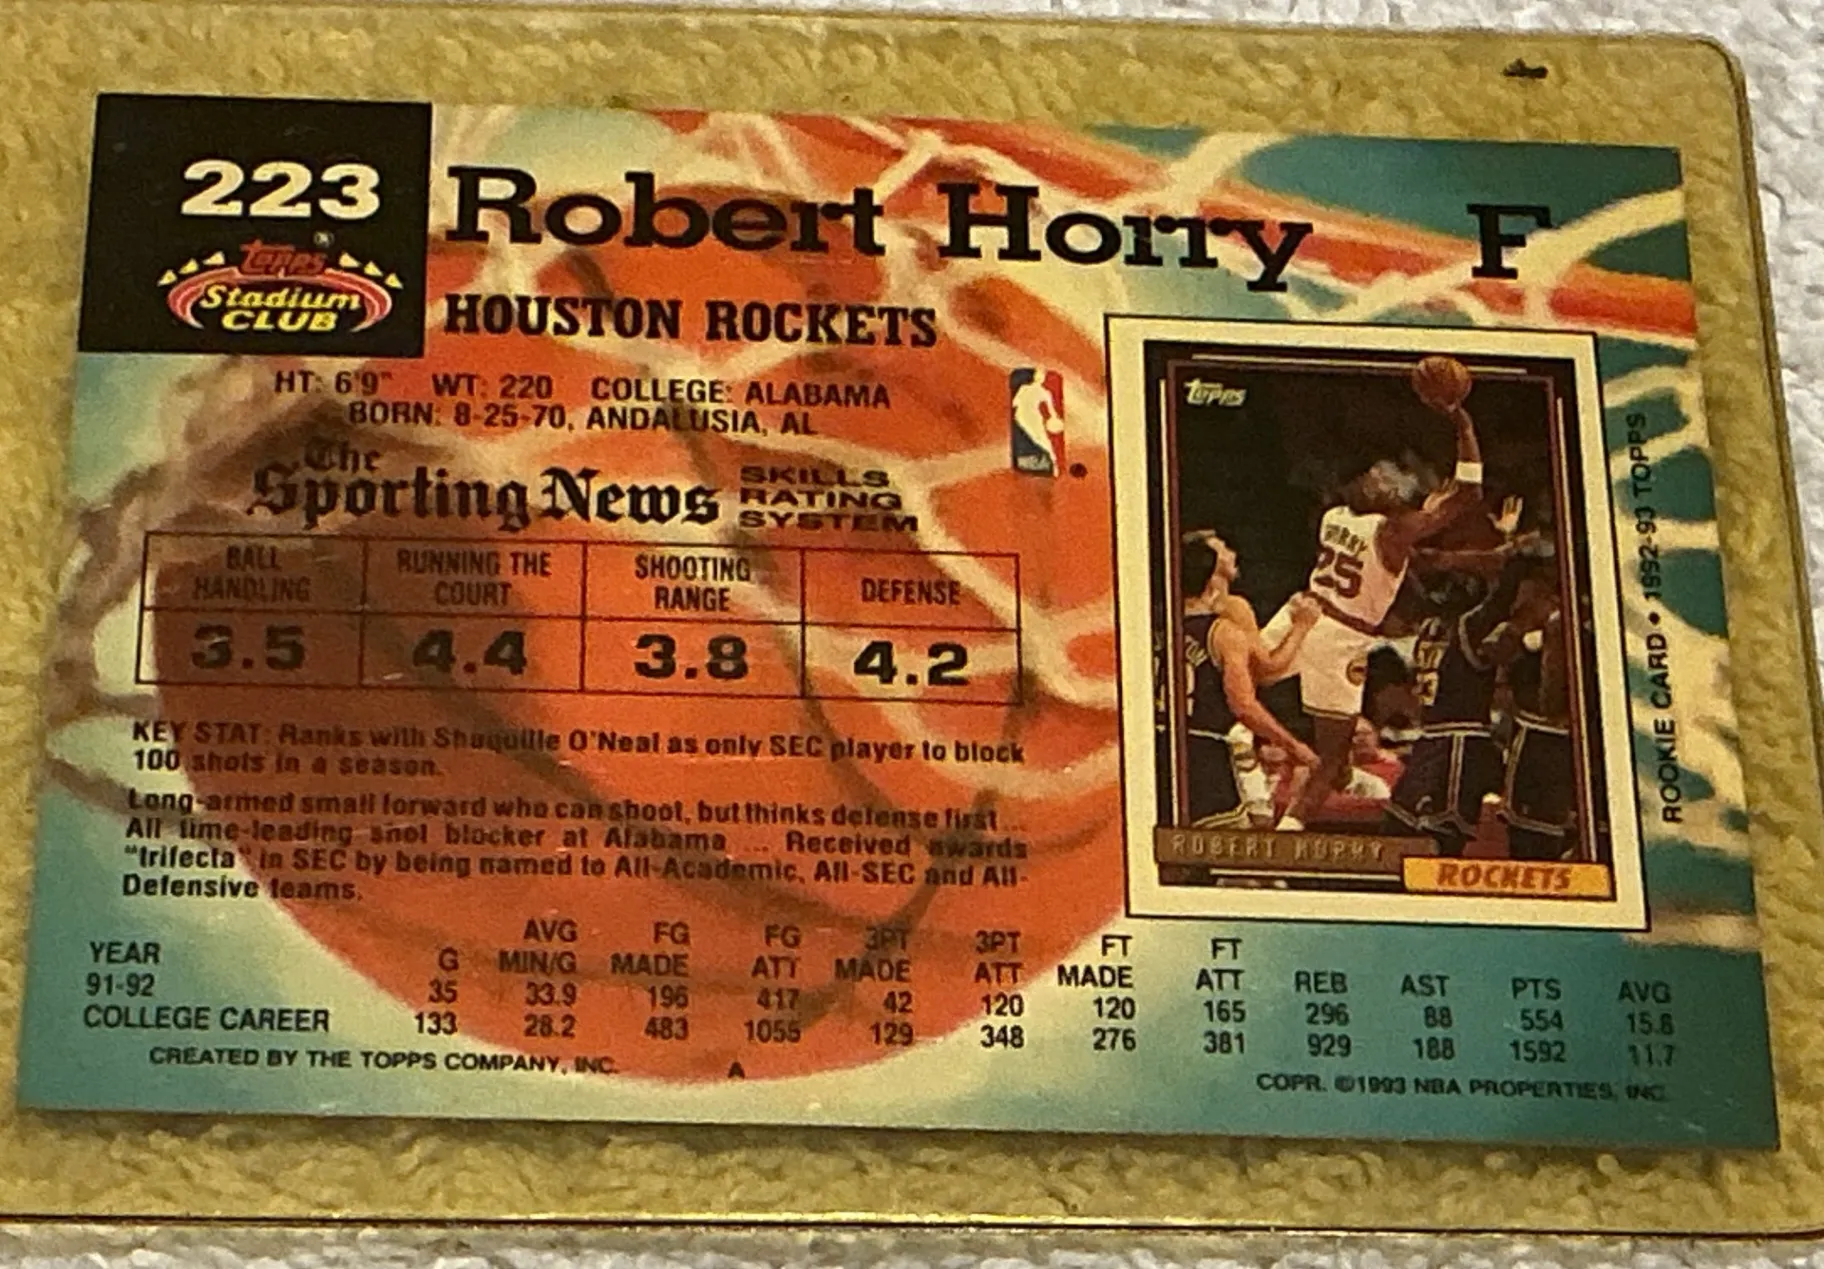 223
Topps
Stadium
CLUB
Robert Horry F
HOUSTON ROCKETS
HT: 6'9" WT: 220 COLLEGE: ALABAMA
BORN: 8-25-70, ANDALUSIA, AL
NBA
The
Sporting News
SKILLS
RATING
SYSTEM
BALL HANDLING
RUNNING THE COURT
SHOOTING RANGE
DEFENSE
3.5 4.4 3.8 4.2
KEY STAT: Ranks with Shaquille O'Neal as only SEC player to block
100 shots in a season.
Long-armed small forward who can shoot, but thinks defense first...
All time-leading shot blocker at Alabama ... Received awards
"trifecta" in SEC by being named to All-Academic, All-SEC and All-
Defensive teams.
YEAR G AVG MIN/G FG MADE FG ATT 3PT MADE 3PT ATT FT MADE FT ATT REB AST PTS AVG
91-92 35 33.9 196 417 42 120 120 165 296 88 554 15.8
COLLEGE CAREER 133 28.2 483 1055 129 348 276 381 929 188 1592 11.7
CREATED BY THE TOPPS COMPANY, INC. A
COPR. ©1993 NBA PROPERTIES, INC.
Topps
HORRY
25
ROBERT HORRY
ROCKETS
ROOKIE CARD • 1992-93 TOPPS